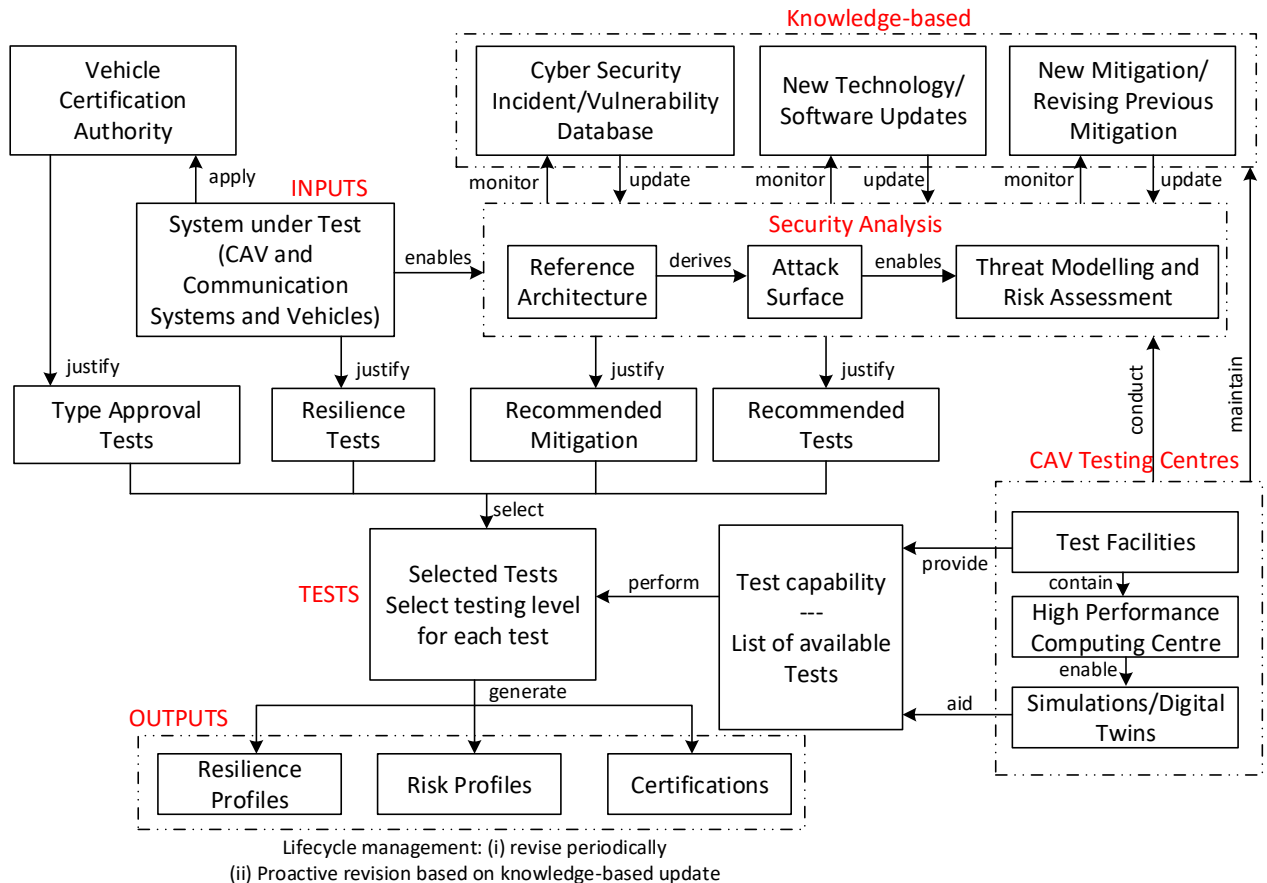 Knowledge-based
Vehicle
Certification
Authority
Cyber Security
Incident/Vulnerability
Database
New Technology/
Software Updates
New Mitigation/
Revising Previous
Mitigation
apply
INPUTS
monitor
update
monitor
update
monitor
update
System under Test
(CAV and
Communication
Systems and Vehicles)
enables
Security Analysis
Reference
Architecture
derives
Attack
Surface
enables
Threat Modelling and
Risk Assessment
justify
justify
justify
justify
conduct
maintain
Type Approval
Tests
Resilience
Tests
Recommended
Mitigation
Recommended
Tests
CAV Testing Centres
select
TESTS
Selected Tests
Select testing level
for each test
perform
Test capability
---
List of available
Tests
provide
Test Facilities
contain
High Performance
Computing Centre
enable
aid
Simulations/Digital
Twins
generate
OUTPUTS
Resilience
Profiles
Risk Profiles
Certifications
Lifecycle management: (i) revise periodically
(ii) Proactive revision based on knowledge-based update